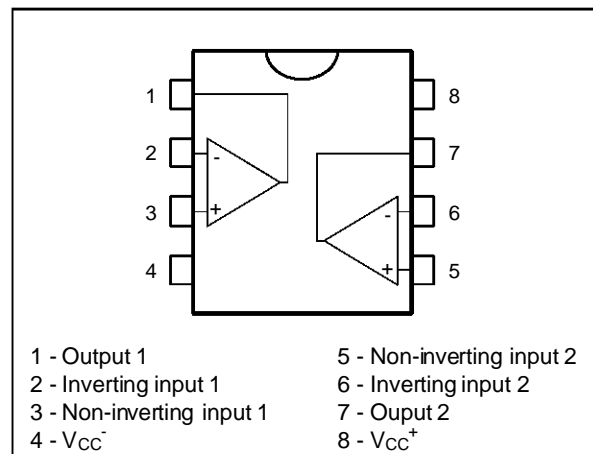 1
2
3
4
8
7
6
5
-
+
-
+
1 - Output 1
2 - Inverting input 1
3 - Non-inverting input 1
4 - VCC-
5 - Non-inverting input 2
6 - Inverting input 2
7 - Ouput 2
8 - VCC+